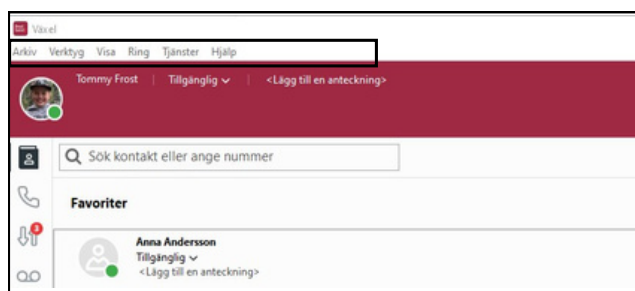 Växel
Arkiv Verktyg Visa Ring Tjänster Hjälp
Tommy Frost | Tillgänglig | <Lägg till en anteckning>
Sök kontakt eller ange nummer
Favoriter
3
Anna Andersson
Tillgänglig
<Lägg till en anteckning>